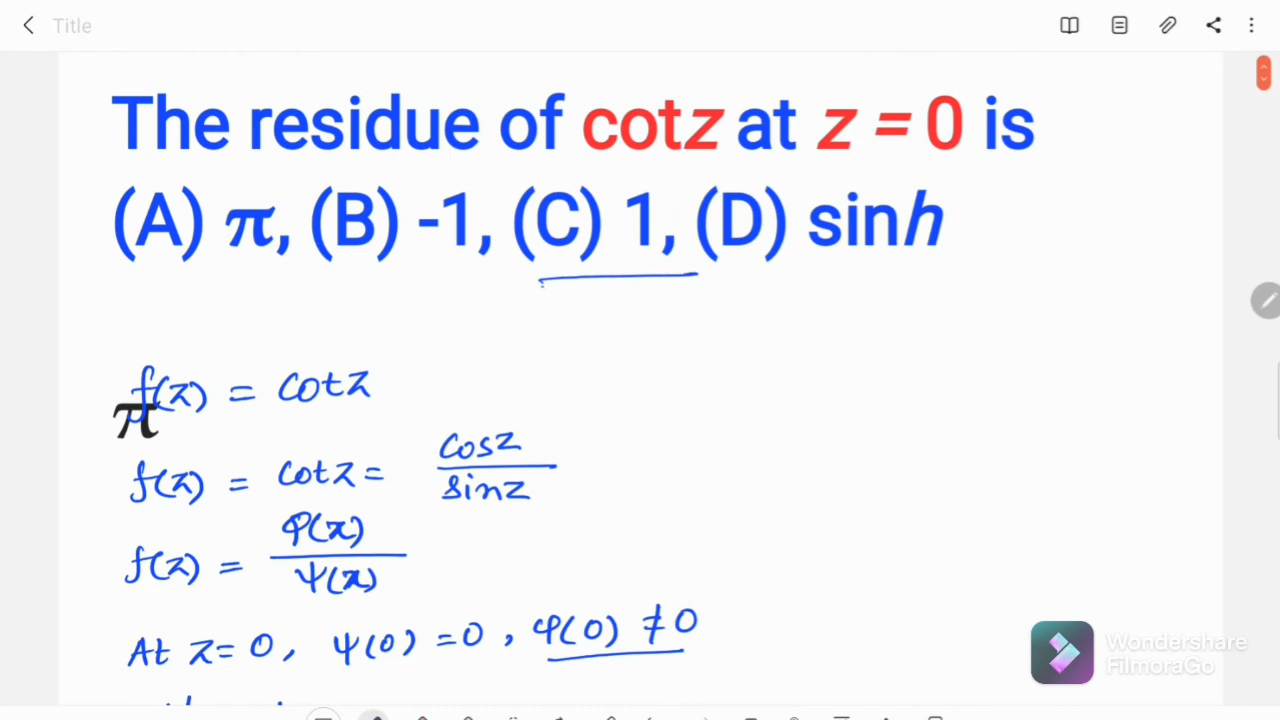 Title
The residue of cotz at z = 0 is
(A) π, (B) -1, (C) 1, (D) sinh
f(z) = cotz
π
f(z) = cotz = cosz / sinz
f(z) = φ(x) / ψ(x)
At z = 0, ψ(0) = 0, φ(0) ≠ 0
Wondershare
FilmoraGo